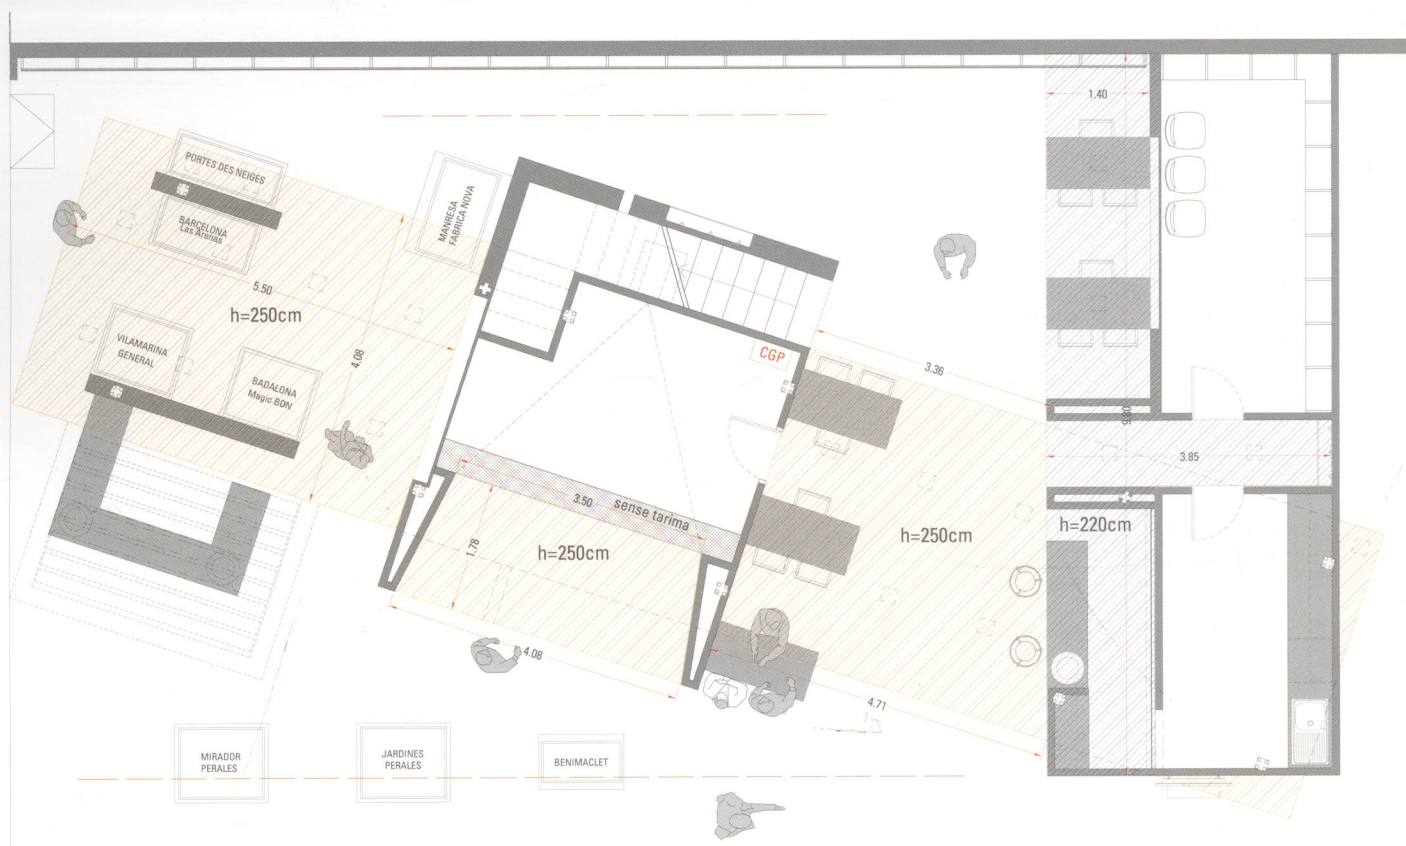 1.40
PORTES DES NEIGES
MANRESA
FABRICA NOVA
BARCELONA
Las Arenas
5.50
h=250cm
4.08
VILAMARINA
GENERAL
BADALONA
Magic BDN
CGP
3.36
9.80
3.85
3.50
sense tarima
1.78
h=250cm
h=250cm
h=220cm
4.08
4.71
MIRADOR
PERALES
JARDINES
PERALES
BENIMACLET